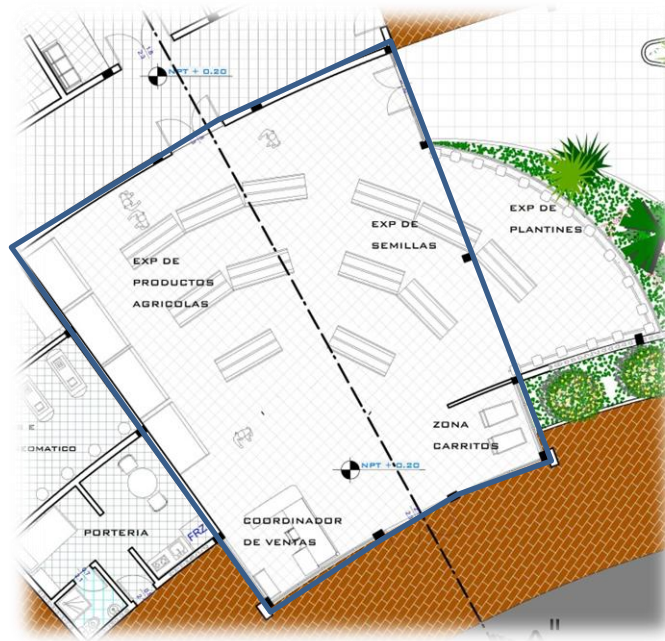 NPT + 0.20
EXP DE
PLANTINES
EXP DE
SEMILLAS
EXP DE
PRODUCTOS
AGRICOLAS
ZONA
CARRITOS
EOMATICO
NPT + 0.20
COORDINADOR
DE VENTAS
PORTERIA
FRZ
A"